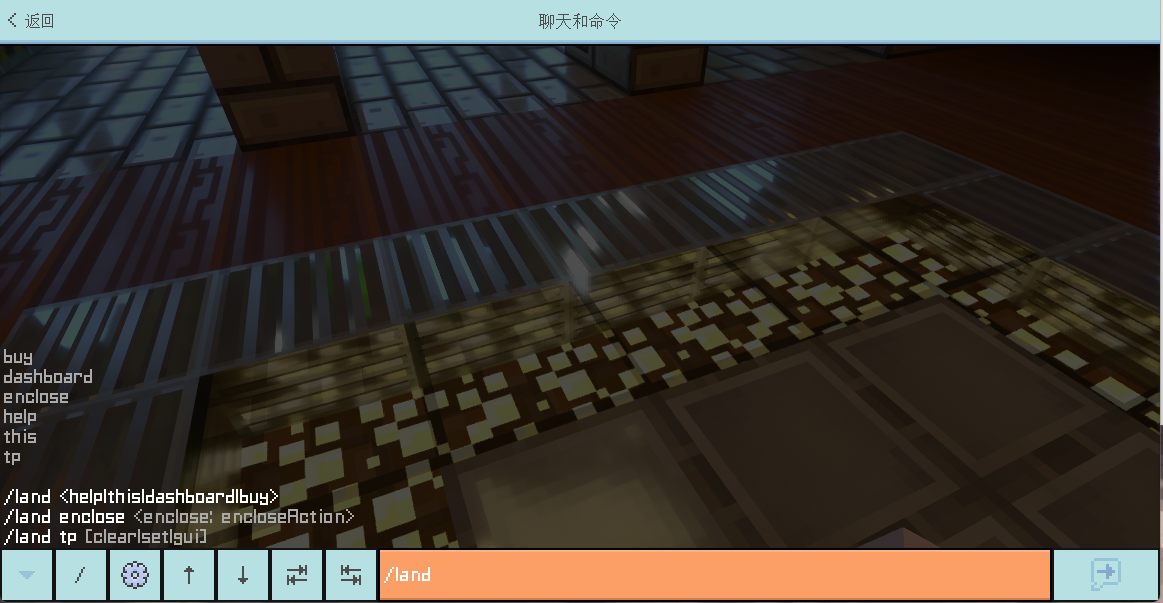 返回
聊天和命令
buy
dashboard
enclose
help
this
tp
/land <help|this|dashboard|buy>
/land enclose <enclose: encloseAction>
/land tp [clear|set|gui]
/
/land